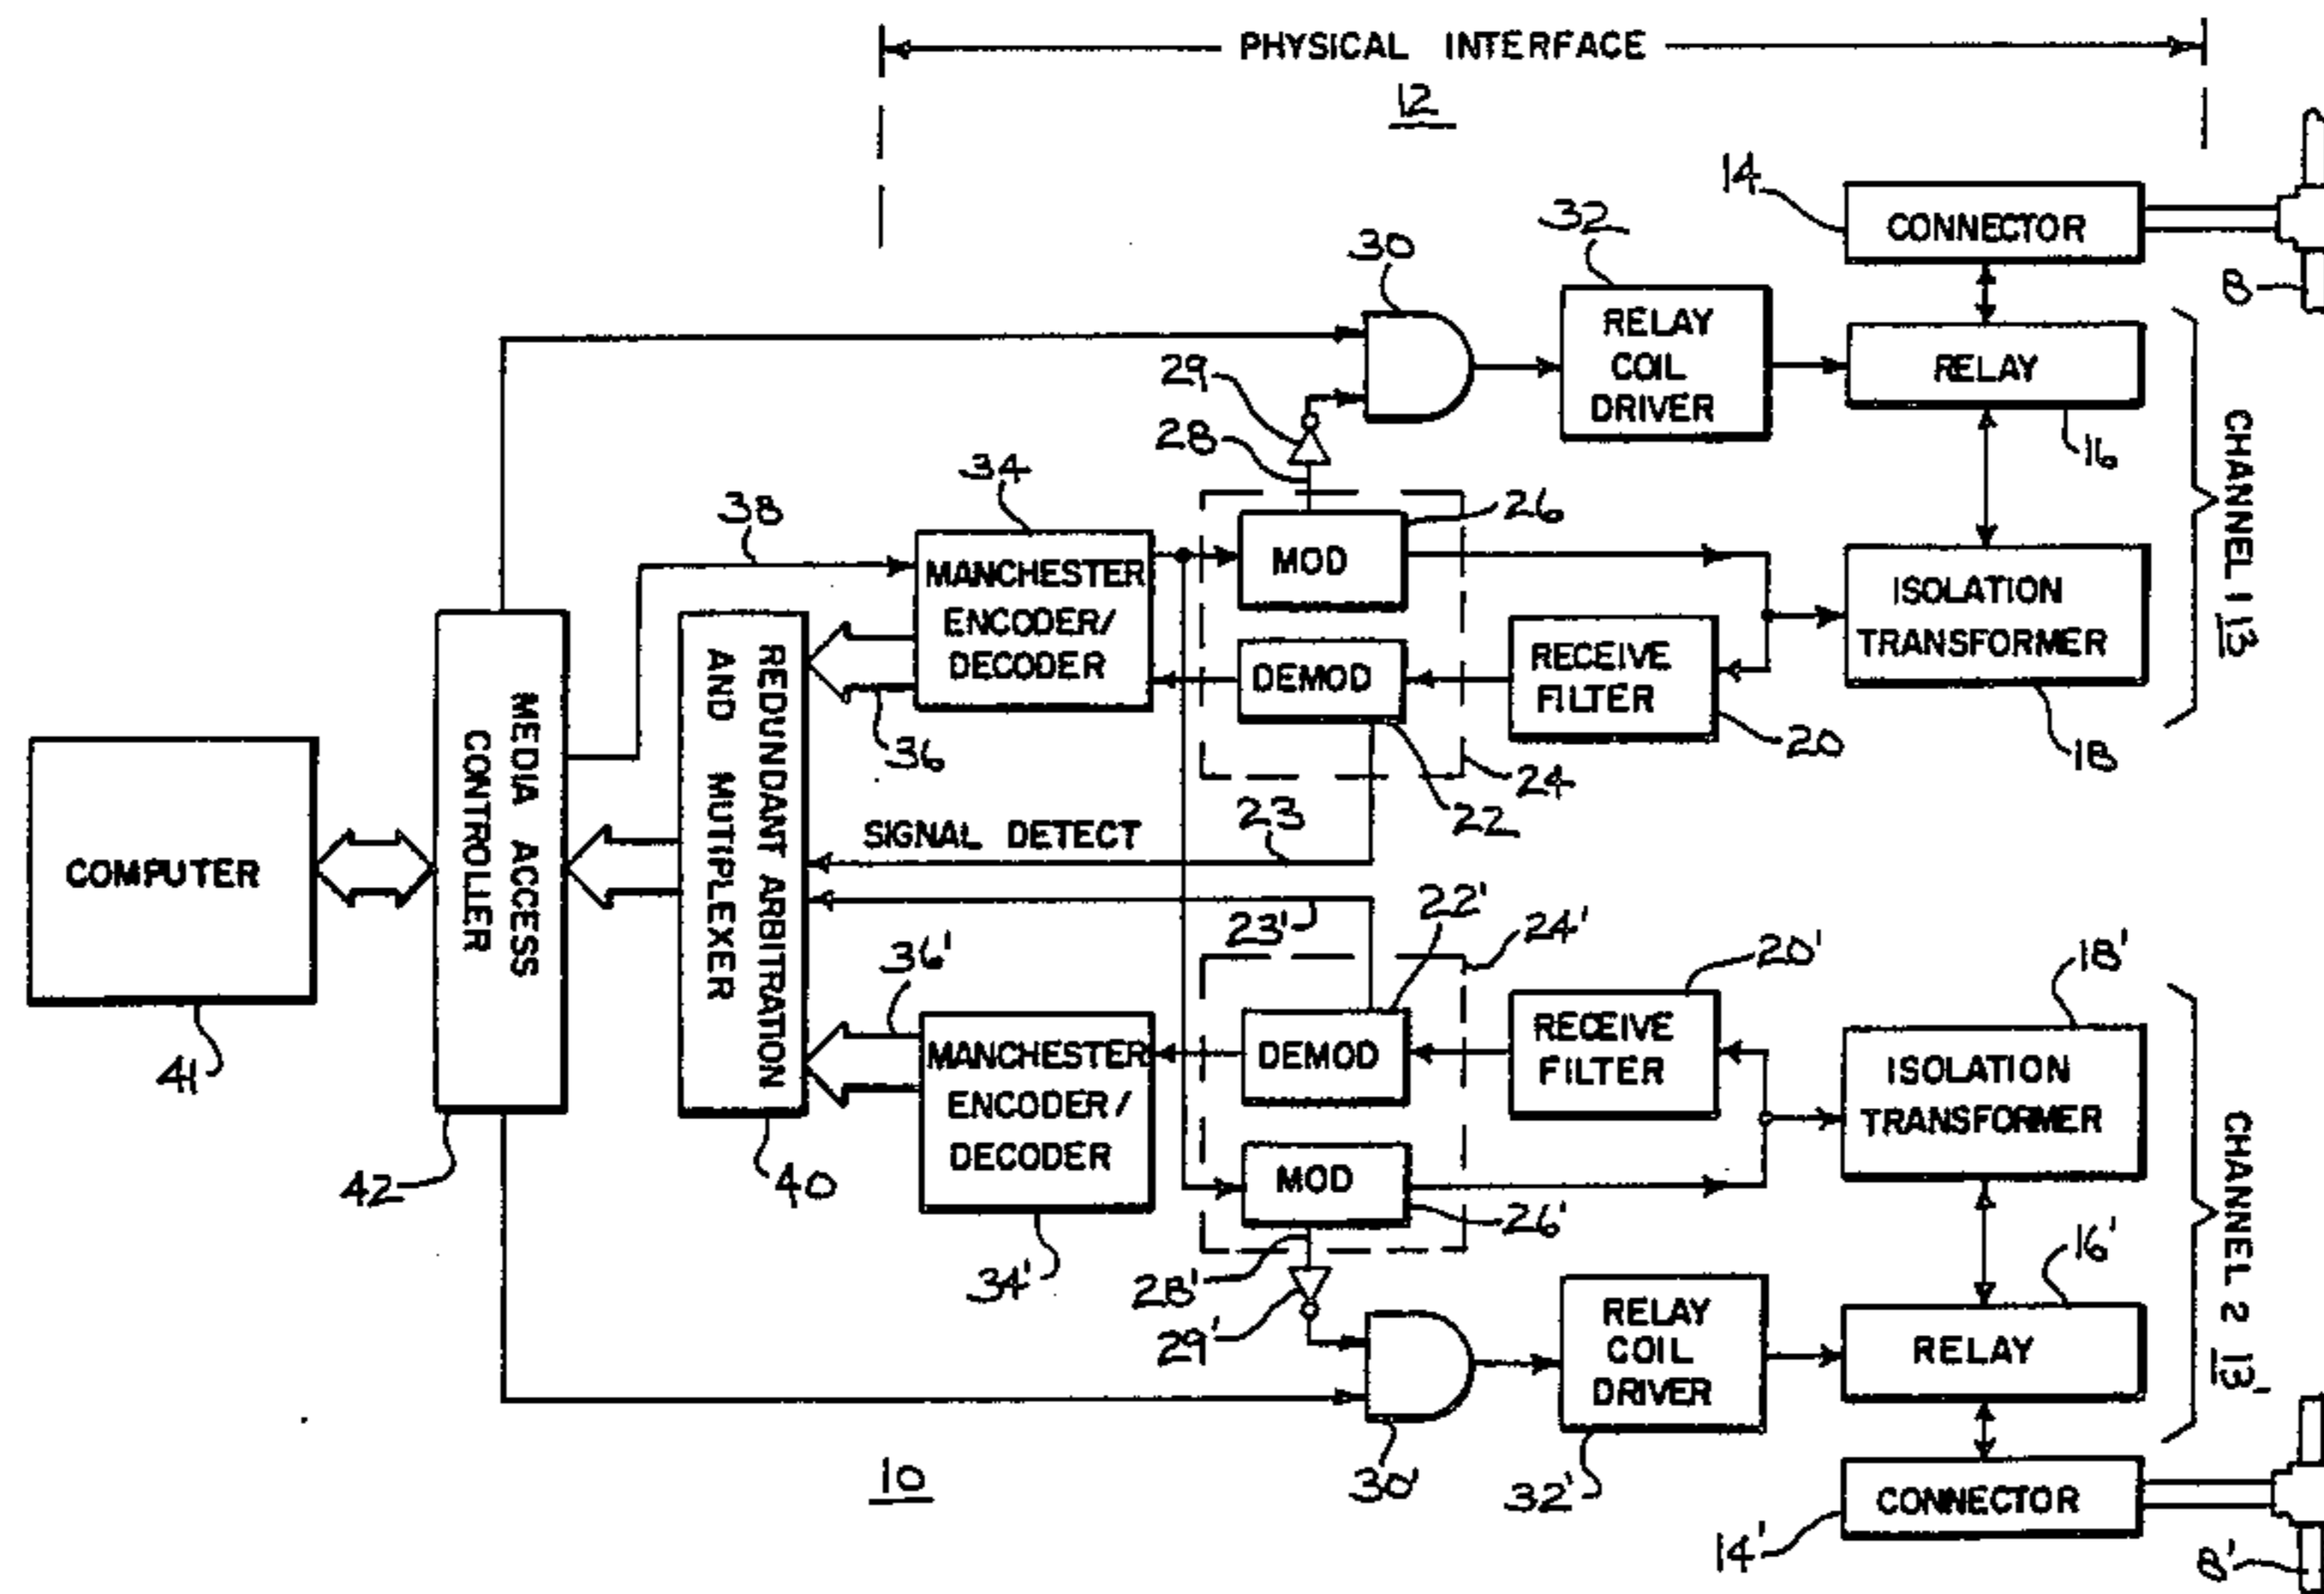 PHYSICAL INTERFACE
12
14
CONNECTOR
8
32
30
RELAY
COIL
DRIVER
RELAY
16
29
28
CHANNEL 1 13
34
38
26
MANCHESTER
ENCODER/
DECODER
MOD
DEMOD
RECEIVE
FILTER
ISOLATION
TRANSFORMER
36
20
18
24
22
23
SIGNAL DETECT
COMPUTER
41
MEDIA ACCESS
CONTROLLER
42
REDUNDANT ARBITRATION
AND MUTIPLEXER
40
23'
22'
24'
20'
18'
36'
MANCHESTER
ENCODER/
DECODER
34'
DEMOD
MOD
26'
RECEIVE
FILTER
ISOLATION
TRANSFORMER
CHANNEL 2 13'
28'
29'
16'
30'
RELAY
COIL
DRIVER
32'
RELAY
CONNECTOR
14'
8'
10